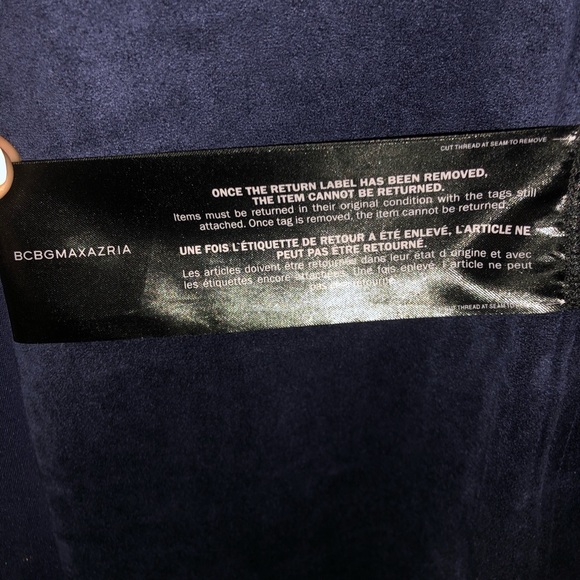 CUT THREAD AT SEAM TO REMOVE
ONCE THE RETURN LABEL HAS BEEN REMOVED,
THE ITEM CANNOT BE RETURNED.
Items must be returned in their original condition with the tags still
attached. Once tag is removed, the item cannot be returned.
BCBGMAXAZRIA
UNE FOIS L'ÉTIQUETTE DE RETOUR A ÉTÉ ENLEVÉ, L'ARTICLE NE
PEUT PAS ÊTRE RETOURNÉ.
Les articles doivent être retournés dans leur état d origine et avec
les étiquettes encore attachées. Une fois enlevé, l'article ne peut
pas être retourné
THREAD AT SEAM TO